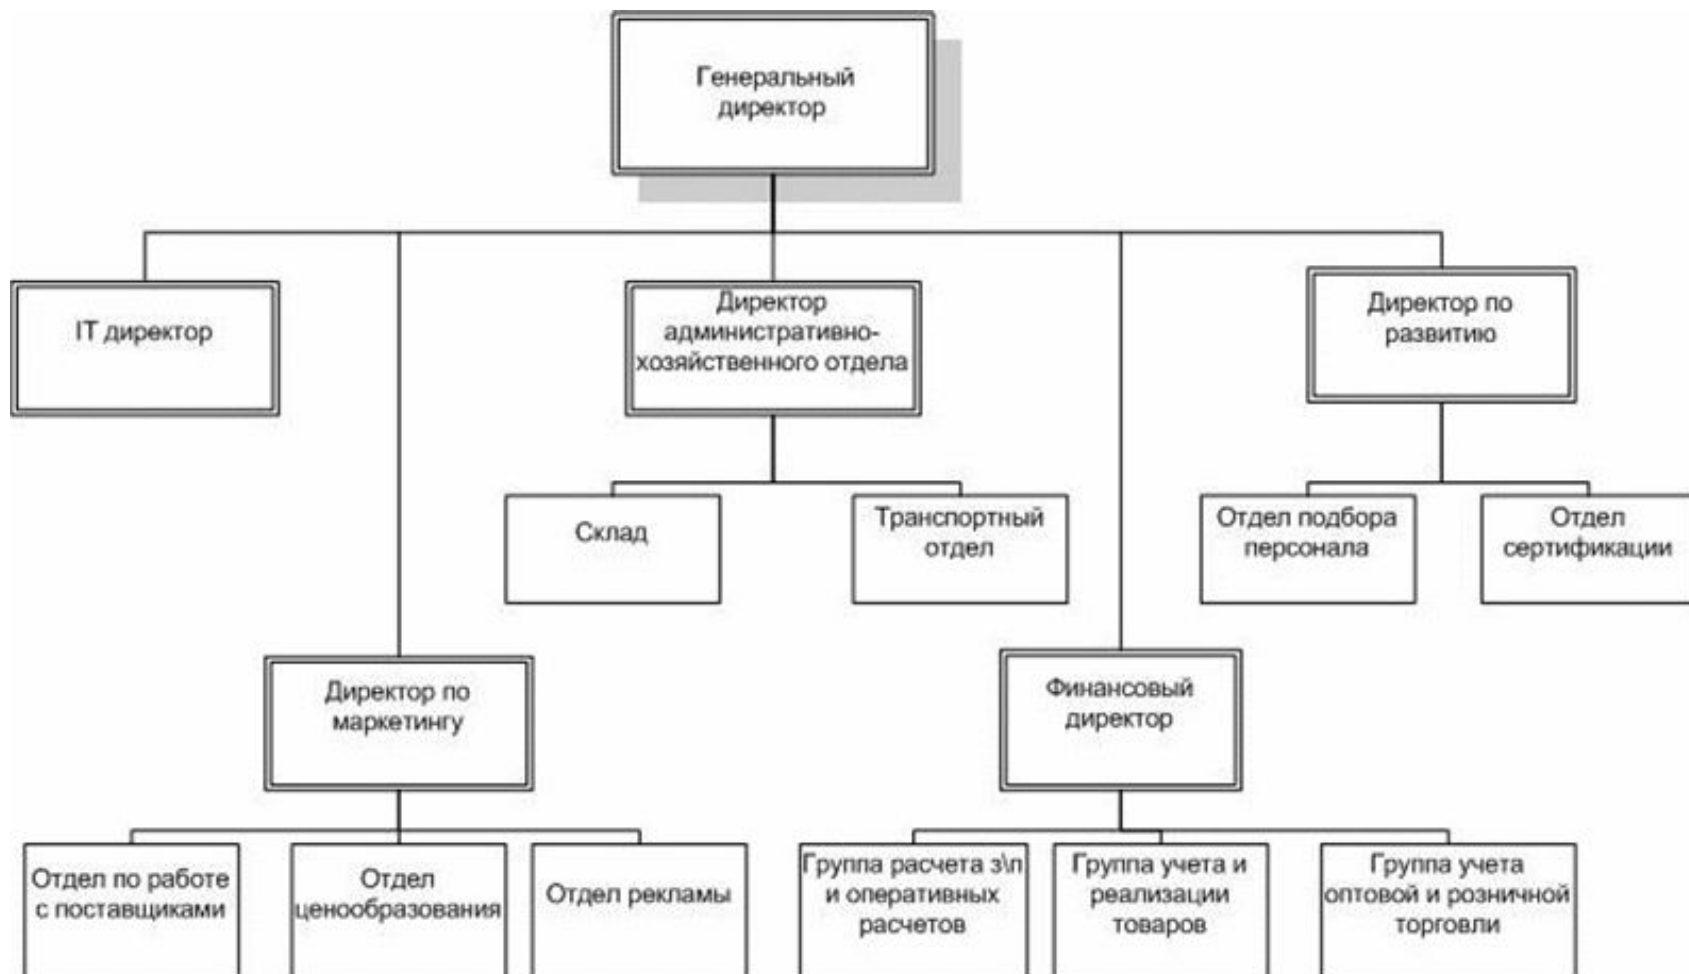 Генеральный
директор
IT директор
Директор
административно-
хозяйственного отдела
Директор по
развитию
Склад
Транспортный
отдел
Отдел подбора
персонала
Отдел
сертификации
Директор по
маркетингу
Финансовый
директор
Отдел по работе
с поставщиками
Отдел
ценообразования
Отдел рекламы
Группа расчета з\п
и оперативных
расчетов
Группа учета и
реализации
товаров
Группа учета
оптовой и розничной
торговли